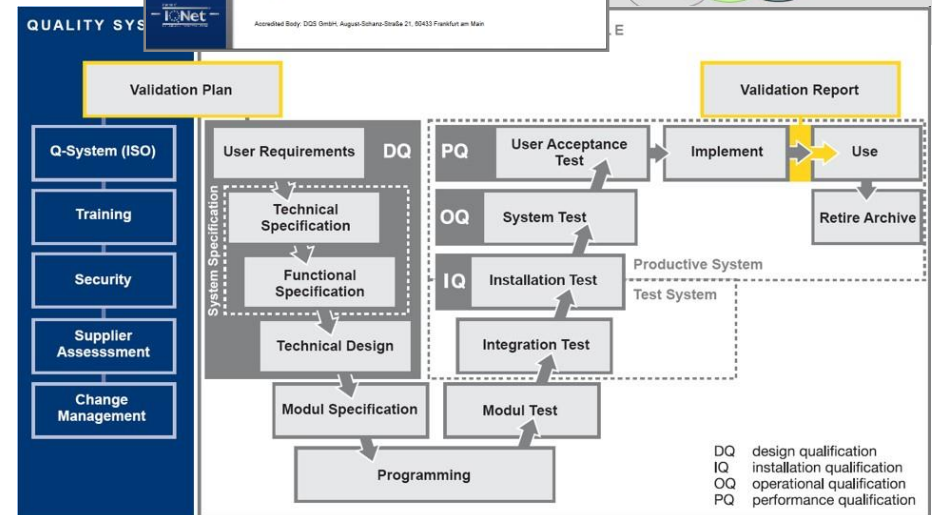 IQNet
Accredited Body: DQS GmbH, August-Schanz-Straße 21, 60433 Frankfurt am Main
QUALITY SYS
E
Validation Plan
Validation Report
Q-System (ISO)
Training
Security
Supplier
Assesssment
Change
Management
User Requirements
DQ
System Specification
Technical
Specification
Functional
Specification
Technical Design
Modul Specification
Programming
PQ
User Acceptance
Test
Implement
Use
OQ
System Test
Retire Archive
IQ
Installation Test
Productive System
Test System
Integration Test
Modul Test
DQ design qualification
IQ installation qualification
OQ operational qualification
PQ performance qualification